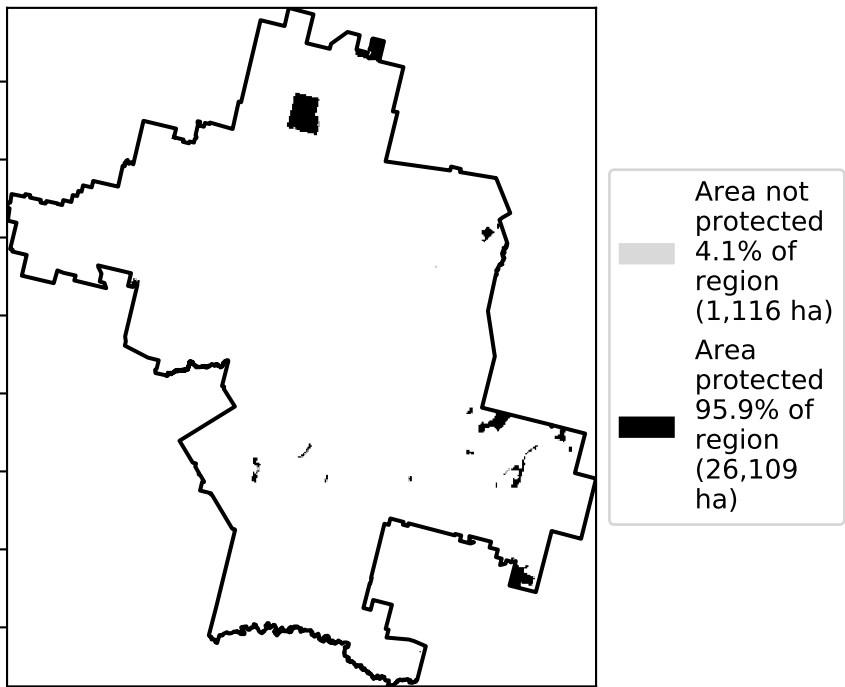 Area not
protected
4.1% of
region
(1,116 ha)
Area
protected
95.9% of
region
(26,109
ha)